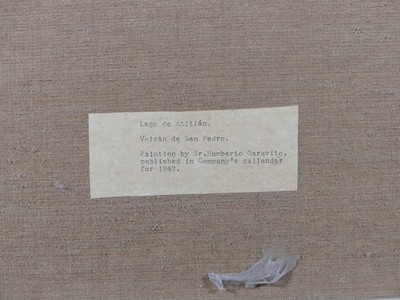 Lago de Atitlán.
Volcán de San Pedro.
Painting by Sr.Humberto Garavito,
published in Company's callendar
for 1947.